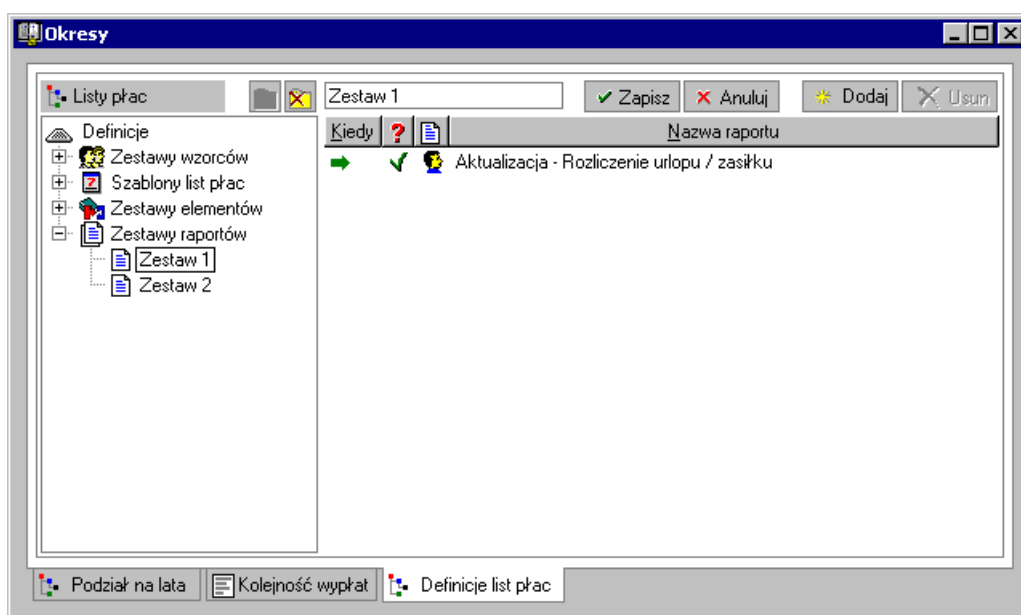 Okresy
Listy płac
Zestaw 1
Zapisz
Anuluj
Dodaj
Usun
Definicje
Zestawy wzorców
Szablony list płac
Zestawy elementów
Zestawy raportów
Zestaw 1
Zestaw 2
Kiedy ? Nazwa raportu
Aktualizacja - Rozliczenie urlopu / zasiłku
Podział na lata
Kolejność wypłat
Definicje list płac